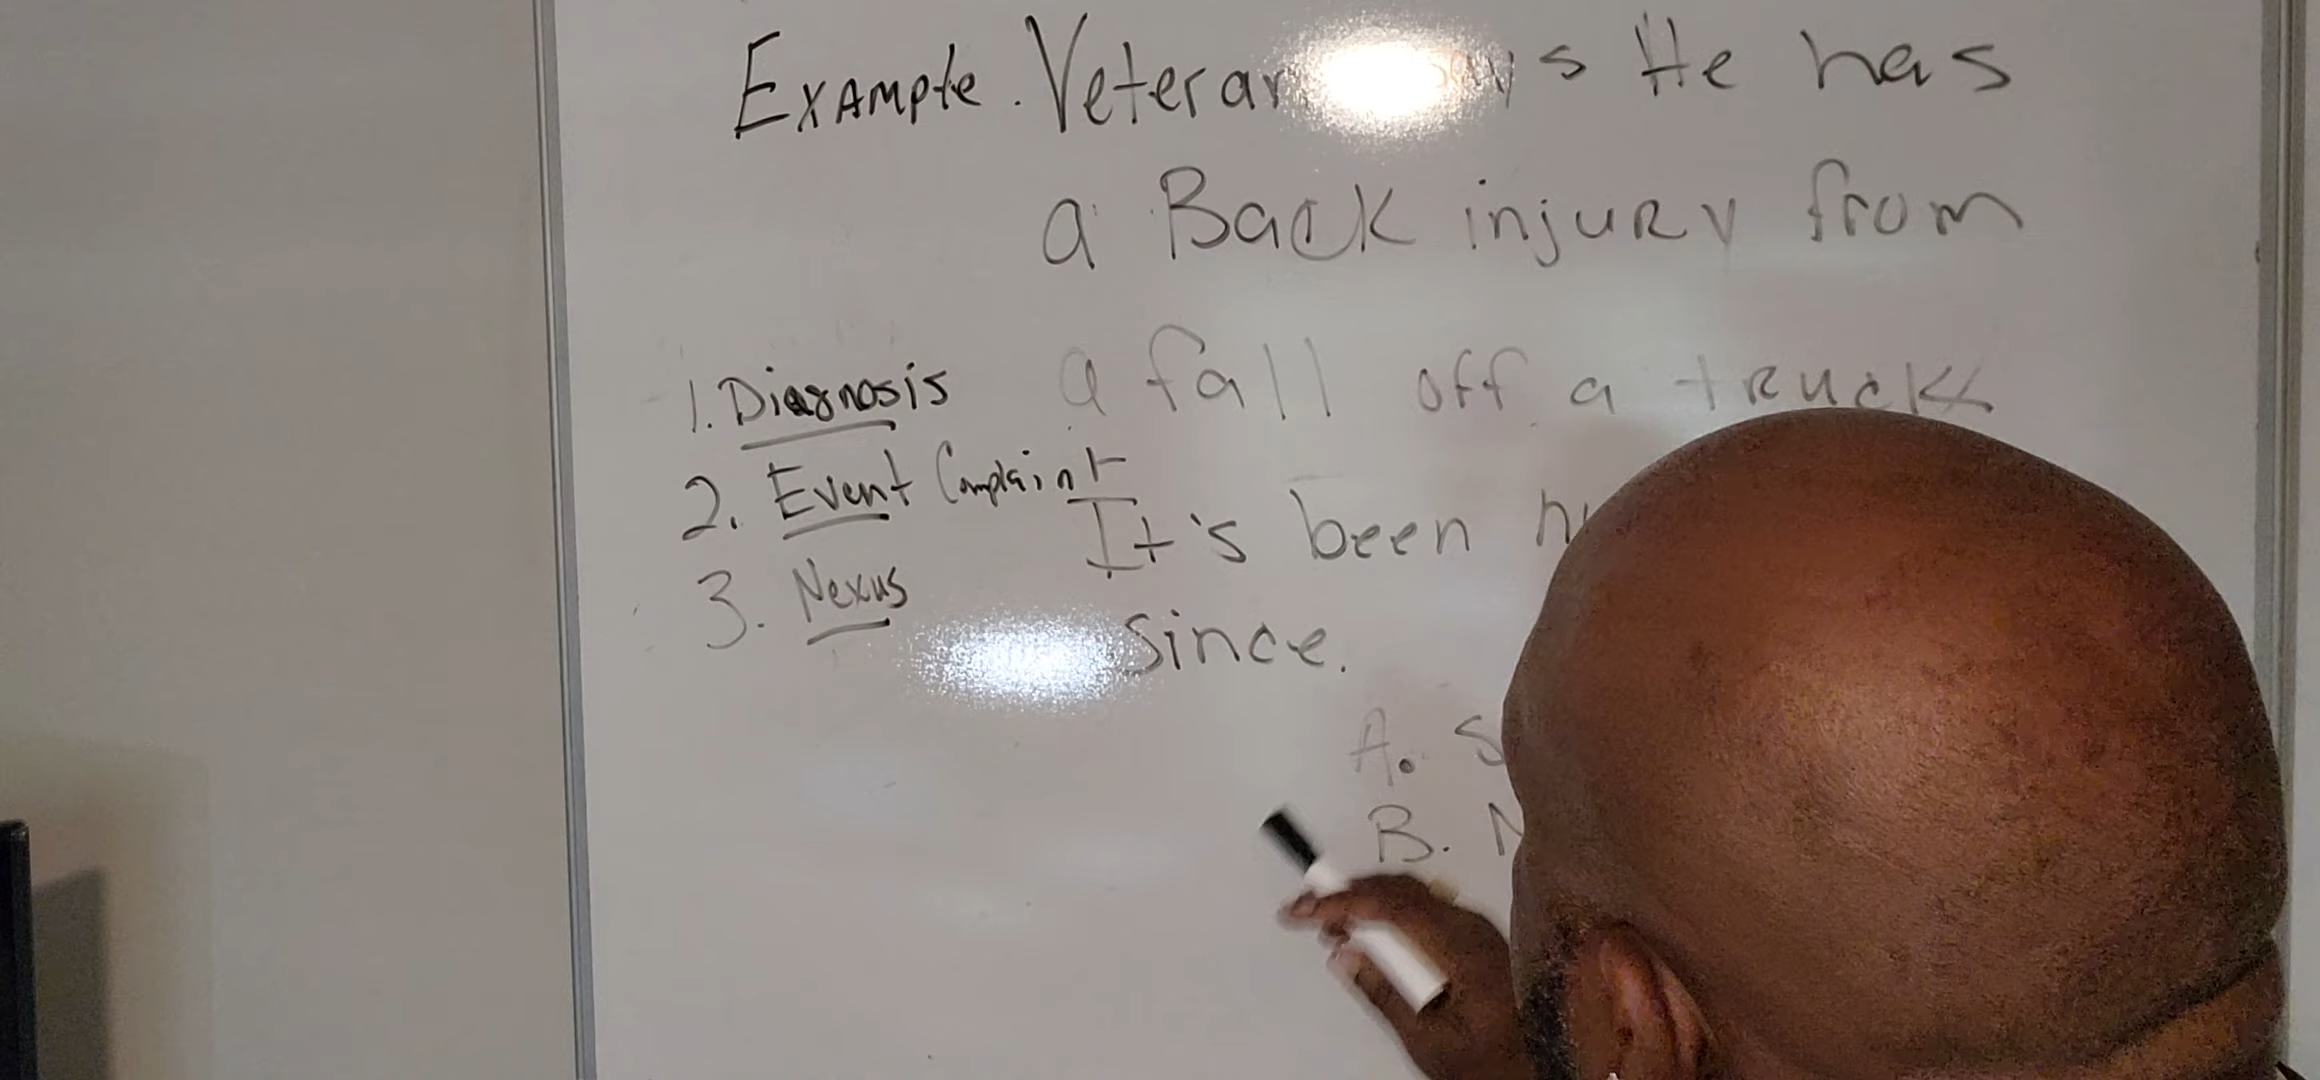 Example. Veteran s He has
a Back injury from
a fall off a truck
It's been
since.
1. Diagnosis
2. Event Complaint
3. Nexus
A.
B.